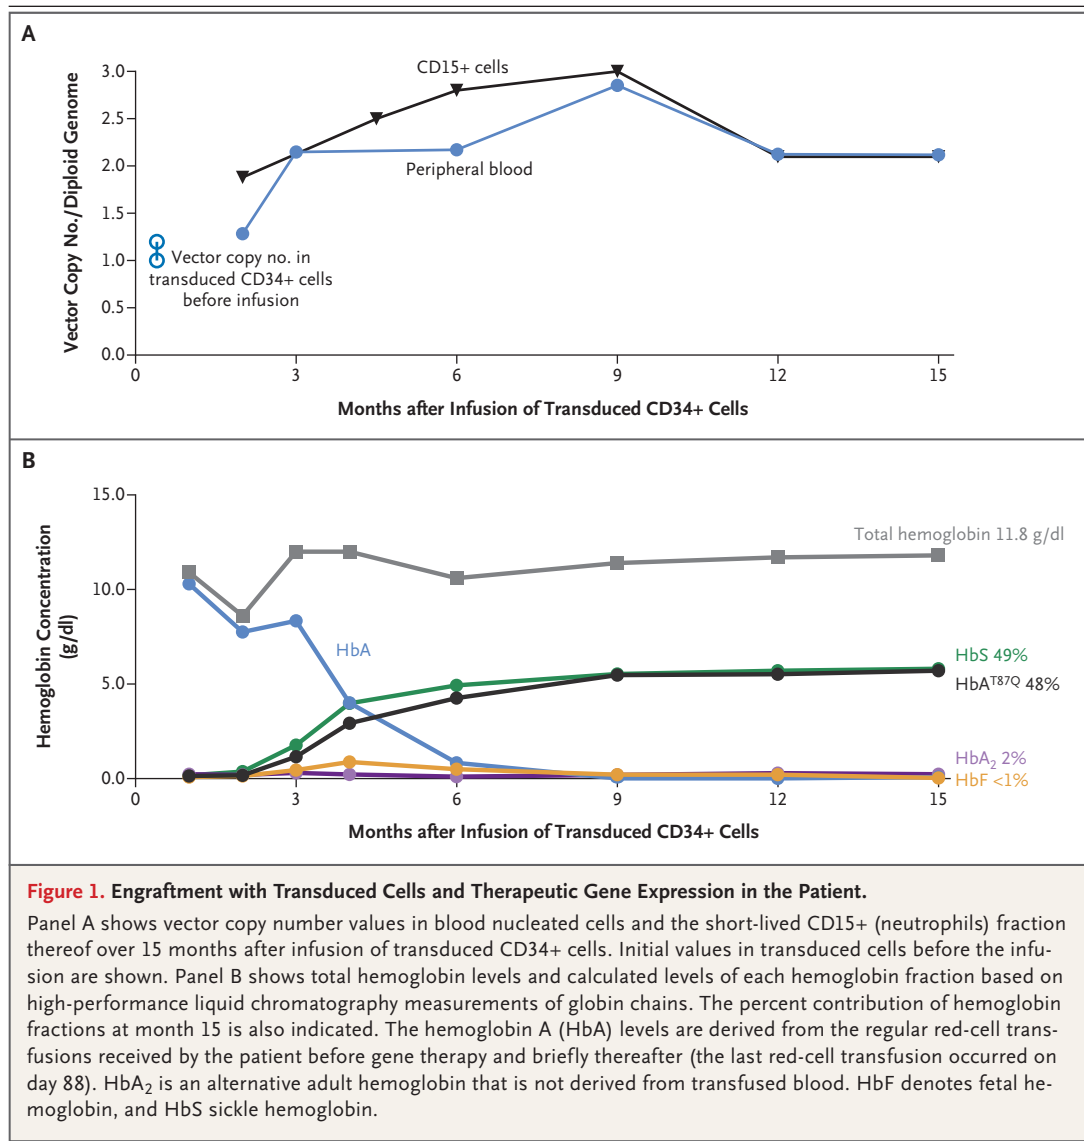 A
Vector Copy No./Diploid Genome
3.0
2.5
2.0
1.5
1.0
0.5
0.0
CD15+ cells
Peripheral blood
Vector copy no. in
transduced CD34+ cells
before infusion
0
3
6
9
12
15
Months after Infusion of Transduced CD34+ Cells
B
Hemoglobin Concentration
(g/dl)
15.0
10.0
5.0
0.0
Total hemoglobin 11.8 g/dl
HbA
HbS 49%
HbAT87Q 48%
HbA2 2%
HbF <1%
0
3
6
9
12
15
Months after Infusion of Transduced CD34+ Cells
Figure 1. Engraftment with Transduced Cells and Therapeutic Gene Expression in the Patient.
Panel A shows vector copy number values in blood nucleated cells and the short-lived CD15+ (neutrophils) fraction
thereof over 15 months after infusion of transduced CD34+ cells. Initial values in transduced cells before the infu-
sion are shown. Panel B shows total hemoglobin levels and calculated levels of each hemoglobin fraction based on
high-performance liquid chromatography measurements of globin chains. The percent contribution of hemoglobin
fractions at month 15 is also indicated. The hemoglobin A (HbA) levels are derived from the regular red-cell trans-
fusions received by the patient before gene therapy and briefly thereafter (the last red-cell transfusion occurred on
day 88). HbA2 is an alternative adult hemoglobin that is not derived from transfused blood. HbF denotes fetal he-
moglobin, and HbS sickle hemoglobin.